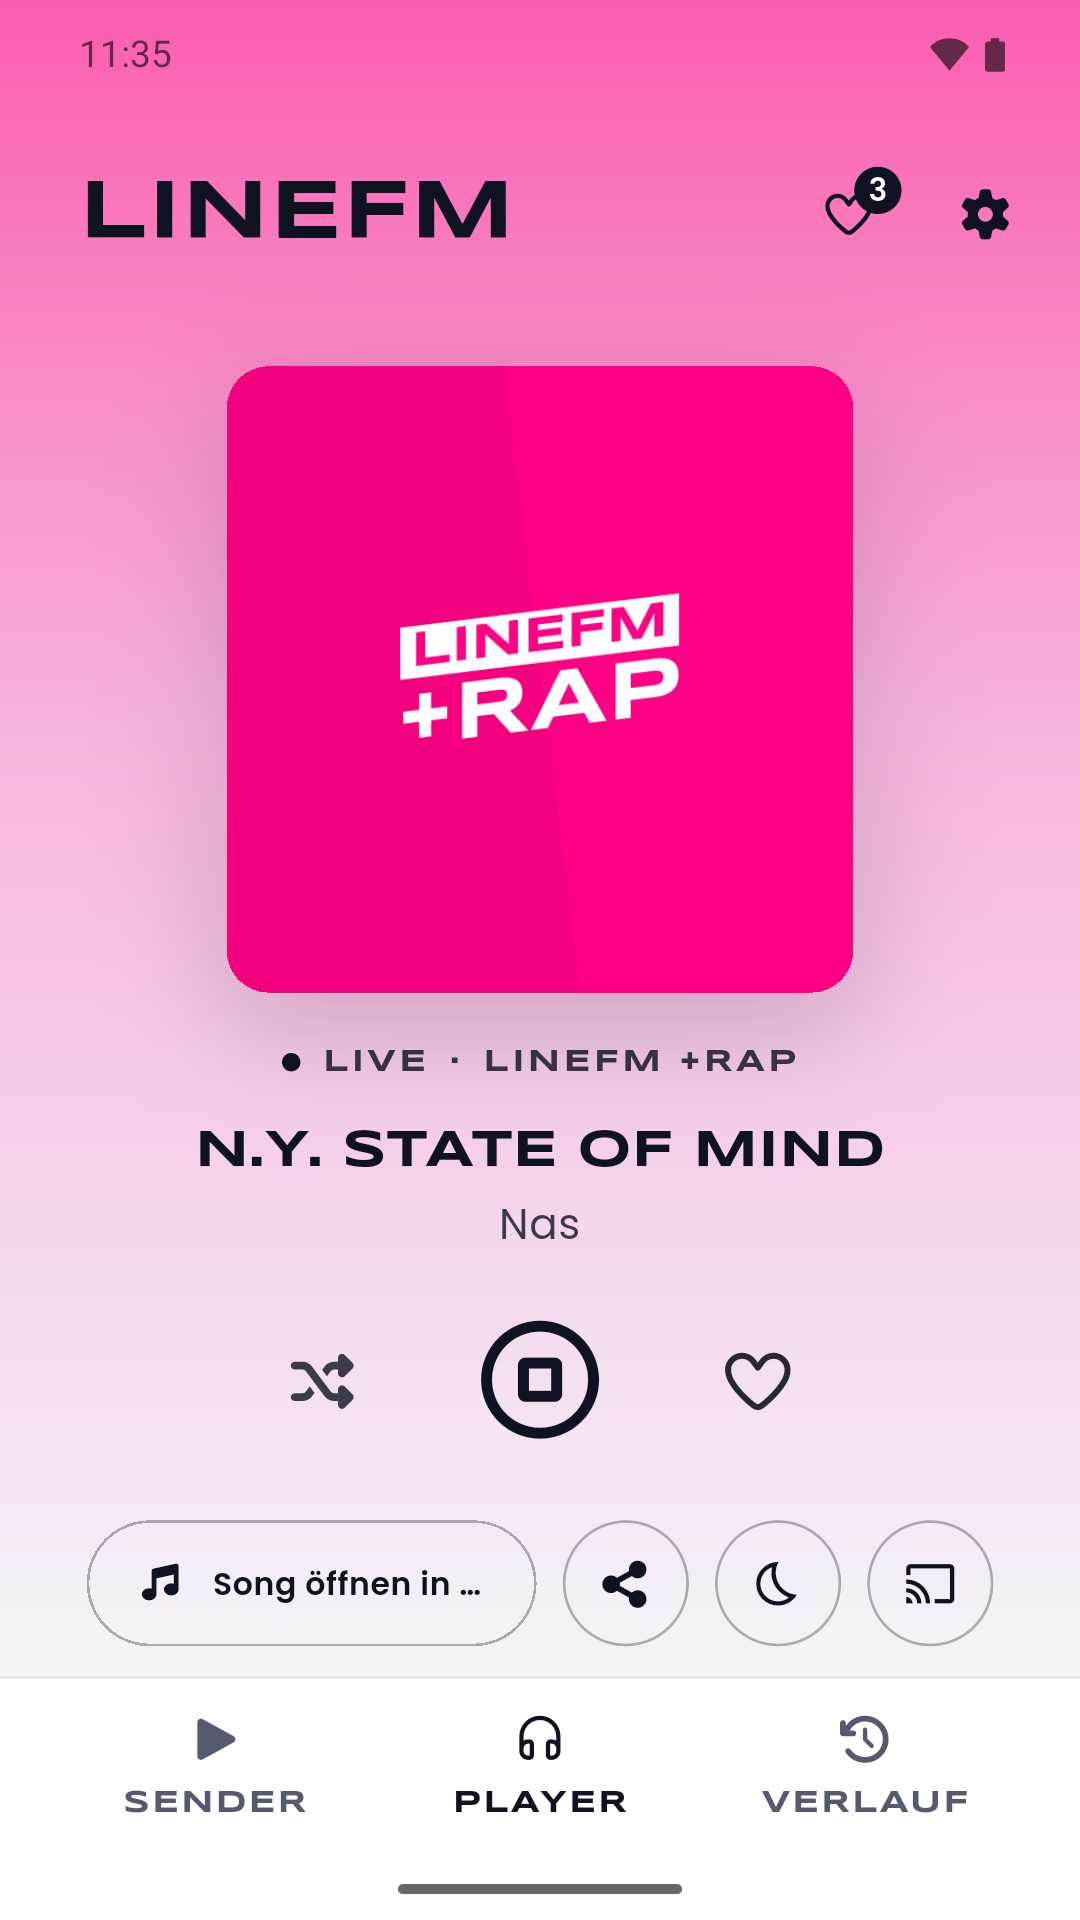 11:35
LINEFM
3
LINEFM
+RAP
LIVE · LINEFM +RAP
N.Y. STATE OF MIND
Nas
Song öffnen in ...
SENDER
PLAYER
VERLAUF